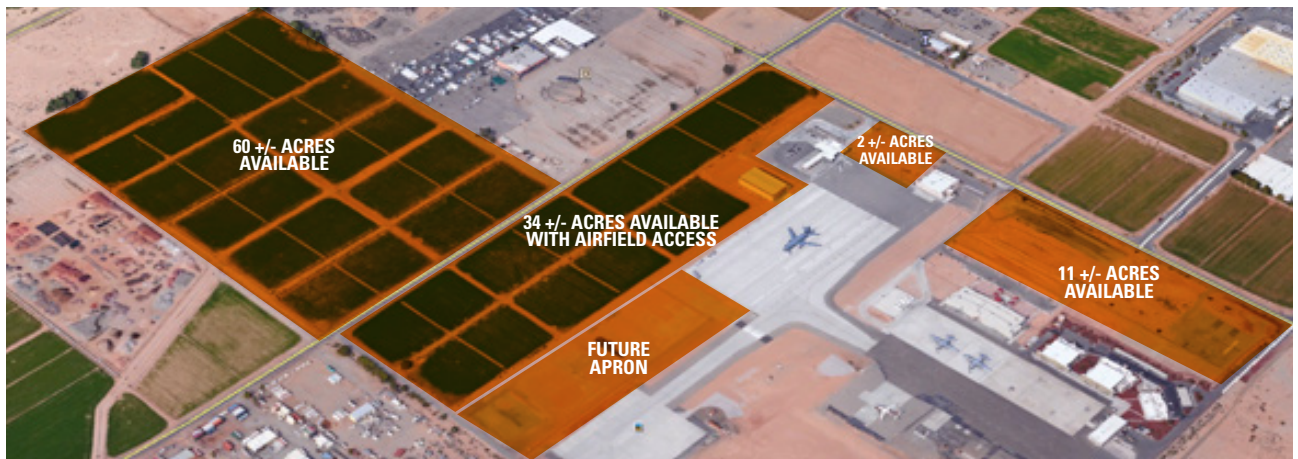 60 +/- ACRES
AVAILABLE
34 +/- ACRES AVAILABLE
WITH AIRFIELD ACCESS
2 +/- ACRES
AVAILABLE
11 +/- ACRES
AVAILABLE
FUTURE
APRON